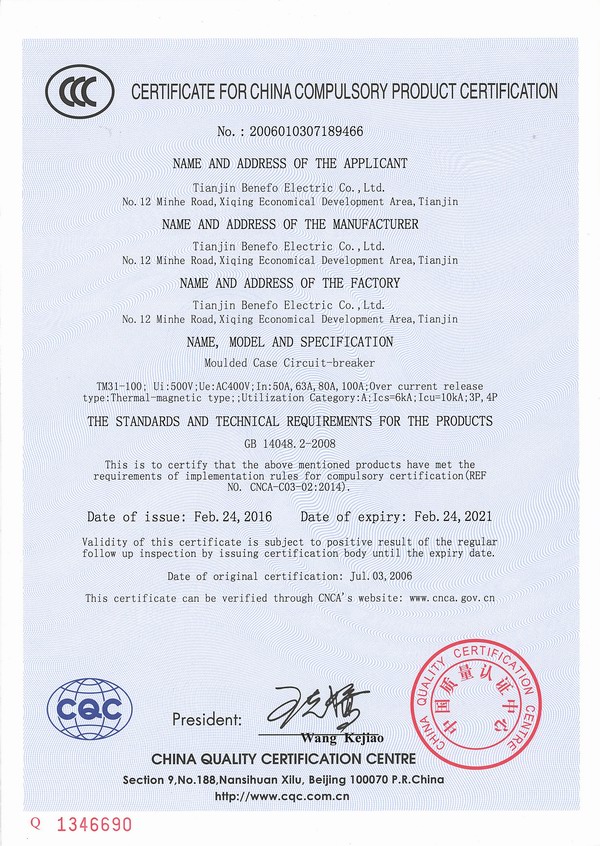 CERTIFICATE FOR CHINA COMPULSORY PRODUCT CERTIFICATION
No.: 2006010307189466
NAME AND ADDRESS OF THE APPLICANT
Tianjin Benefo Electric Co.,Ltd.
No.12 Minhe Road,Xiqing Economical Development Area,Tianjin
NAME AND ADDRESS OF THE MANUFACTURER
Tianjin Benefo Electric Co.,Ltd.
No.12 Minhe Road,Xiqing Economical Development Area,Tianjin
NAME AND ADDRESS OF THE FACTORY
Tianjin Benefo Electric Co.,Ltd.
No.12 Minhe Road,Xiqing Economical Development Area,Tianjin
NAME, MODEL AND SPECIFICATION
Moulded Case Circuit-breaker
TM31-100; Ui:500V;Ue:AC400V;In:50A,63A,80A,100A;Over current release
type:Thermal-magnetic type;;Utilization Category:A;Ics=6kA;Icu=10kA;3P,4P
THE STANDARDS AND TECHNICAL REQUIREMENTS FOR THE PRODUCTS
GB 14048.2-2008
This is to certify that the above mentioned products have met the
requirements of implementation rules for compulsory certification(REF
NO. CNCA-C03-02:2014).
Date of issue: Feb.24,2016 Date of expiry: Feb.24,2021
Validity of this certificate is subject to positive result of the regular
follow up inspection by issuing certification body until the expiry date.
Date of original certification: Jul.03,2006
This certificate can be verified through CNCA's website: www.cnca.gov.cn
CHINA QUALITY CERTIFICATION CENTRE
中国质量认证中心
CQC
President: 王克娇
Wang Kejiao
CHINA QUALITY CERTIFICATION CENTRE
Section 9,No.188,Nansihuan Xilu, Beijing 100070 P.R.China
http://www.cqc.com.cn
Q 1346690